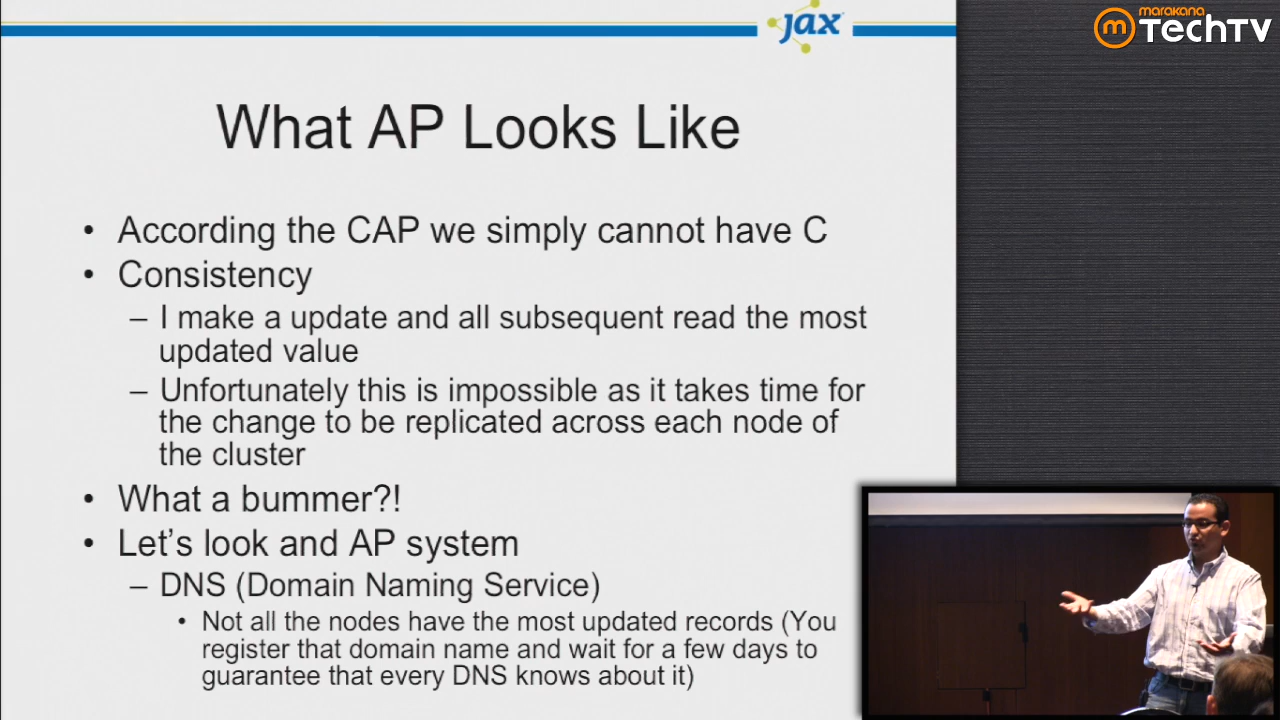 jax
marakana
m TechTV
What AP Looks Like
• According the CAP we simply cannot have C
• Consistency
– I make a update and all subsequent read the most
updated value
– Unfortunately this is impossible as it takes time for
the change to be replicated across each node of
the cluster
• What a bummer?!
• Let's look and AP system
– DNS (Domain Naming Service)
• Not all the nodes have the most updated records (You
register that domain name and wait for a few days to
guarantee that every DNS knows about it)